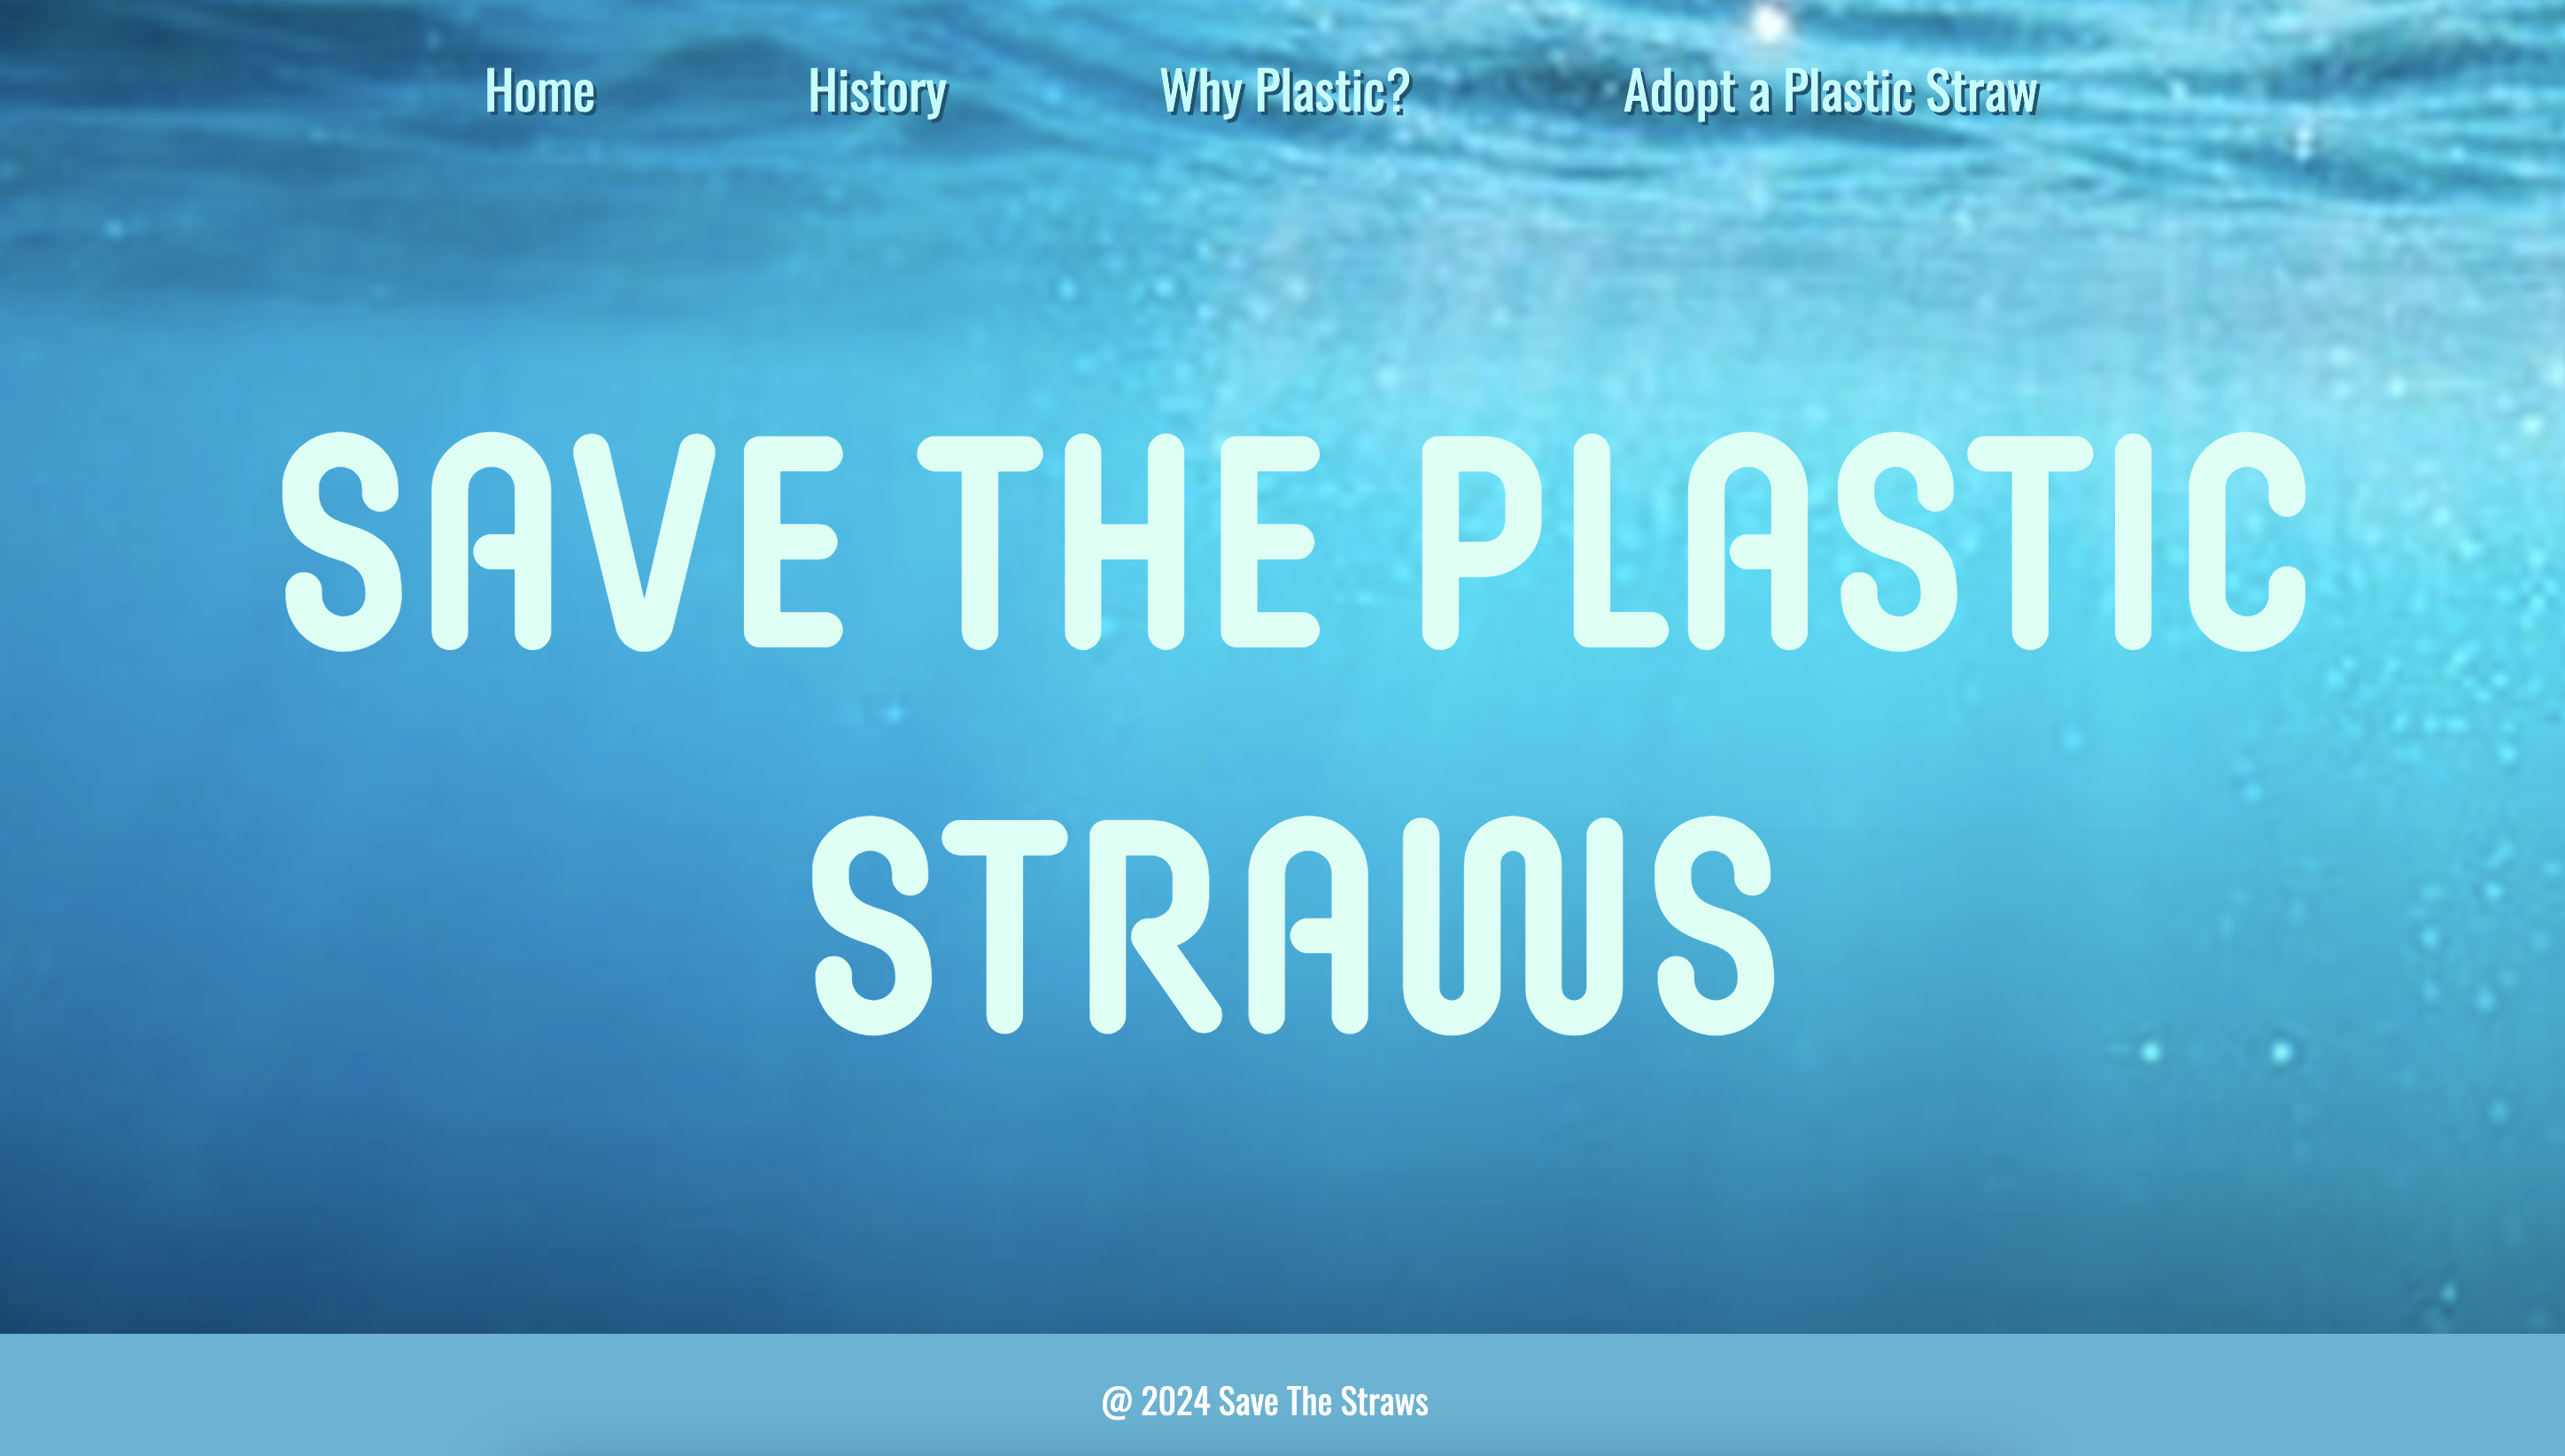 Home History Why Plastic? Adopt a Plastic Straw
SAVE THE PLASTIC
STRAWS
@ 2024 Save The Straws